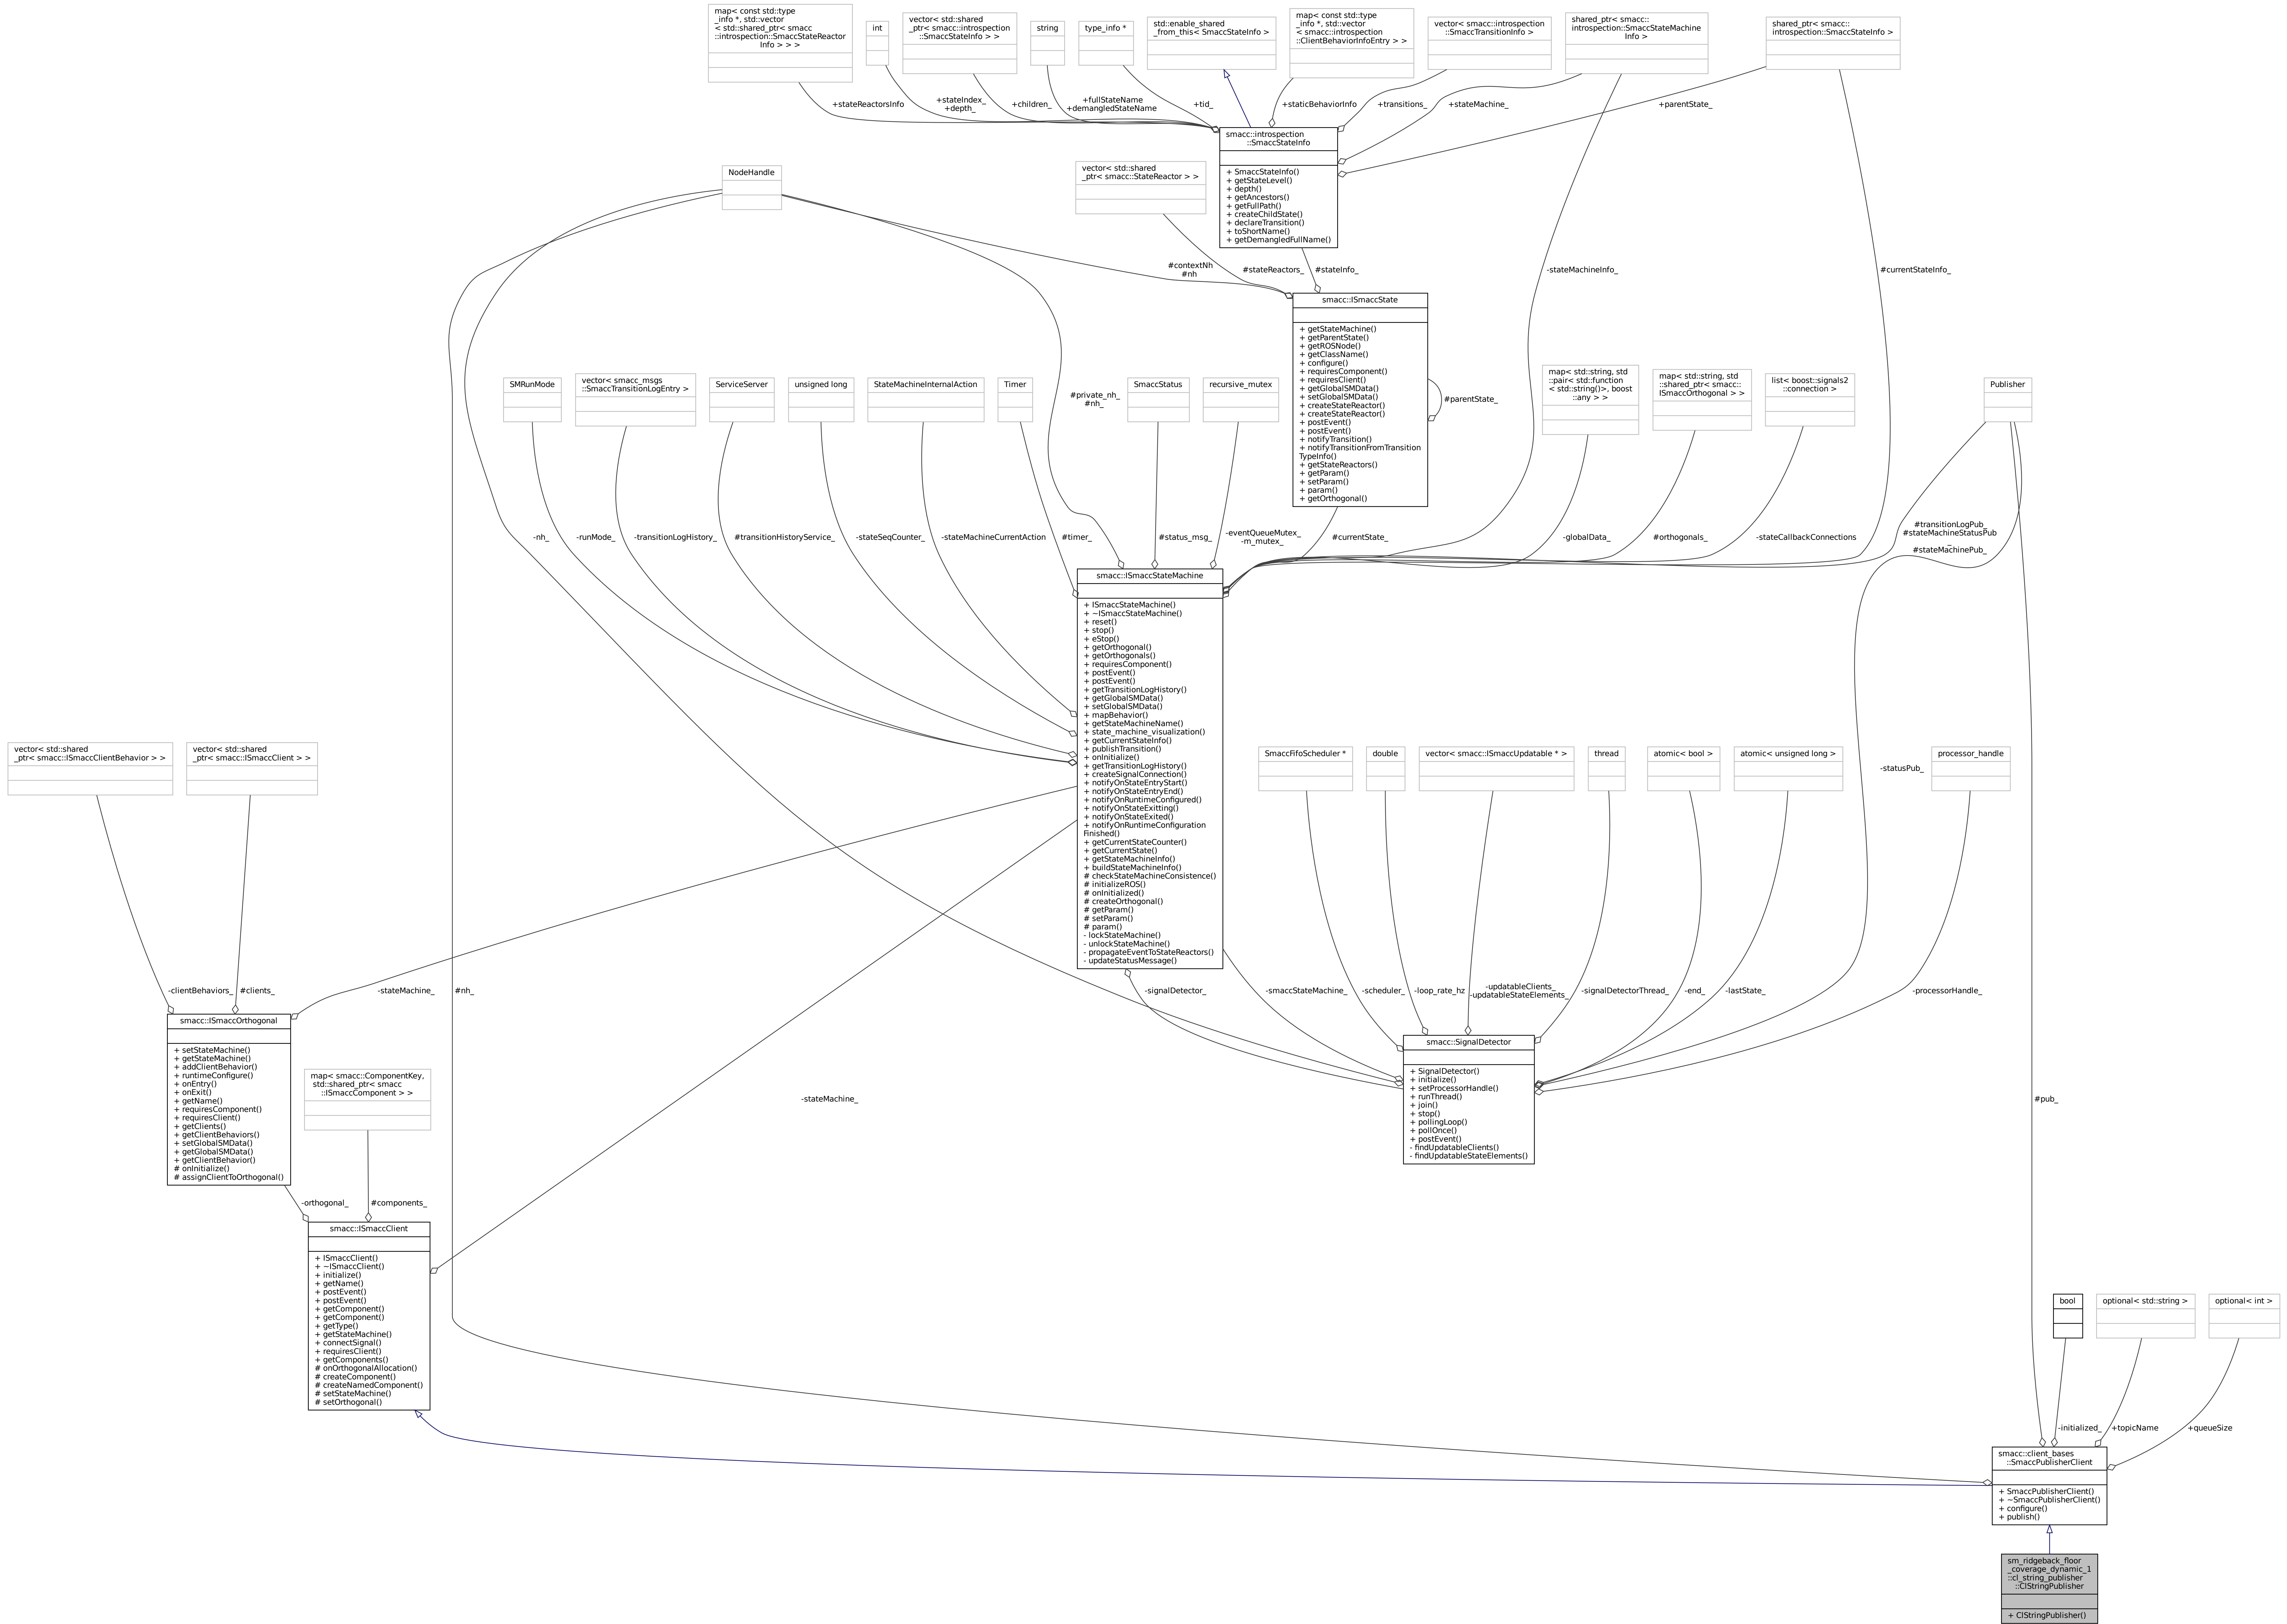 map< const std::type
_info *, std::vector
< std::shared_ptr< smacc
::introspection::SmaccStateReactor
Info > > >
int
vector< std::shared
_ptr< smacc::introspection
::SmaccStateInfo > >
string
type_info *
std::enable_shared
_from_this< SmaccStateInfo >
map< const std::type
_info *, std::vector
< smacc::introspection
::ClientBehaviorInfoEntry > >
vector< smacc::introspection
::SmaccTransitionInfo >
shared_ptr< smacc::
introspection::SmaccStateMachine
Info >
shared_ptr< smacc::
introspection::SmaccStateInfo >
+stateReactorsInfo
+stateIndex_
+depth_
+children_
+fullStateName
+demangledStateName
+tid_
+staticBehaviorInfo
+transitions_
+stateMachine_
+parentState_
smacc::introspection
::SmaccStateInfo
+ SmaccStateInfo()
+ getStateLevel()
+ depth()
+ getAncestors()
+ getFullPath()
+ createChildState()
+ declareTransition()
+ toShortName()
+ getDemangledFullName()
NodeHandle
vector< std::shared
_ptr< smacc::StateReactor > >
#contextNh
#nh
#stateReactors_
#stateInfo_
-stateMachineInfo_
#currentStateInfo_
smacc::ISmaccState
+ getStateMachine()
+ getParentState()
+ getROSNode()
+ getClassName()
+ configure()
+ requiresComponent()
+ requiresClient()
+ getGlobalSMData()
+ setGlobalSMData()
+ createStateReactor()
+ createStateReactor()
+ postEvent()
+ postEvent()
+ notifyTransition()
+ notifyTransitionFromTransition
TypeInfo()
+ getStateReactors()
+ getParam()
+ setParam()
+ param()
+ getOrthogonal()
#parentState_
SMRunMode
vector< smacc_msgs
::SmaccTransitionLogEntry >
ServiceServer
unsigned long
StateMachineInternalAction
Timer
#private_nh_
#nh_
SmaccStatus
recursive_mutex
map< std::string, std
::pair< std::function
< std::string()>, boost
::any > >
map< std::string, std
::shared_ptr< smacc::
ISmaccOrthogonal > >
list< boost::signals2
::connection >
Publisher
-nh_
-runMode_
-transitionLogHistory_
#transitionHistoryService_
-stateSeqCounter_
-stateMachineCurrentAction
#timer_
#status_msg_
-eventQueueMutex_
-m_mutex_
#currentState_
-globalData_
#orthogonals_
-stateCallbackConnections
#transitionLogPub_
#stateMachineStatusPub
_
#stateMachinePub_
smacc::ISmaccStateMachine
+ ISmaccStateMachine()
+ ~ISmaccStateMachine()
+ reset()
+ stop()
+ eStop()
+ getOrthogonal()
+ getOrthogonals()
+ requiresComponent()
+ postEvent()
+ postEvent()
+ getTransitionLogHistory()
+ getGlobalSMData()
+ setGlobalSMData()
+ mapBehavior()
+ getStateMachineName()
+ state_machine_visualization()
+ getCurrentStateInfo()
+ publishTransition()
+ onInitialize()
+ getTransitionLogHistory()
+ createSignalConnection()
+ notifyOnStateEntryStart()
+ notifyOnStateEntryEnd()
+ notifyOnRuntimeConfigured()
+ notifyOnStateExitting()
+ notifyOnStateExited()
+ notifyOnRuntimeConfiguration
Finished()
+ getCurrentStateCounter()
+ getCurrentState()
+ getStateMachineInfo()
+ buildStateMachineInfo()
# checkStateMachineConsistence()
# initializeROS()
# onInitialized()
# createOrthogonal()
# getParam()
# setParam()
# param()
- lockStateMachine()
- unlockStateMachine()
- propagateEventToStateReactors()
- updateStatusMessage()
vector< std::shared
_ptr< smacc::ISmaccClientBehavior > >
vector< std::shared
_ptr< smacc::ISmaccClient > >
SmaccFifoScheduler *
double
vector< smacc::ISmaccUpdatable * >
thread
atomic< bool >
atomic< unsigned long >
-statusPub_
processor_handle
-clientBehaviors_
#clients_
-stateMachine_
#nh_
-signalDetector_
-smaccStateMachine_
-scheduler_
-loop_rate_hz
-updatableClients_
-updatableStateElements_
-signalDetectorThread_
-end_
-lastState_
-processorHandle_
smacc::ISmaccOrthogonal
+ setStateMachine()
+ getStateMachine()
+ addClientBehavior()
+ runtimeConfigure()
+ onEntry()
+ onExit()
+ getName()
+ requiresComponent()
+ requiresClient()
+ getClients()
+ getClientBehaviors()
+ setGlobalSMData()
+ getGlobalSMData()
+ getClientBehavior()
# onInitialize()
# assignClientToOrthogonal()
map< smacc::ComponentKey,
std::shared_ptr< smacc
::ISmaccComponent > >
-stateMachine_
smacc::SignalDetector
+ SignalDetector()
+ initialize()
+ setProcessorHandle()
+ runThread()
+ join()
+ stop()
+ pollingLoop()
+ pollOnce()
+ postEvent()
- findUpdatableClients()
- findUpdatableStateElements()
#pub_
-orthogonal_
#components_
smacc::ISmaccClient
+ ISmaccClient()
+ ~ISmaccClient()
+ initialize()
+ getName()
+ postEvent()
+ postEvent()
+ getComponent()
+ getComponent()
+ getType()
+ getStateMachine()
+ connectSignal()
+ requiresClient()
+ getComponents()
# onOrthogonalAllocation()
# createComponent()
# createNamedComponent()
# setStateMachine()
# setOrthogonal()
bool
optional< std::string >
optional< int >
-initialized_
+topicName
+queueSize
smacc::client_bases
::SmaccPublisherClient
+ SmaccPublisherClient()
+ ~SmaccPublisherClient()
+ configure()
+ publish()
sm_ridgeback_floor
_coverage_dynamic_1
::cl_string_publisher
::ClStringPublisher
+ ClStringPublisher()